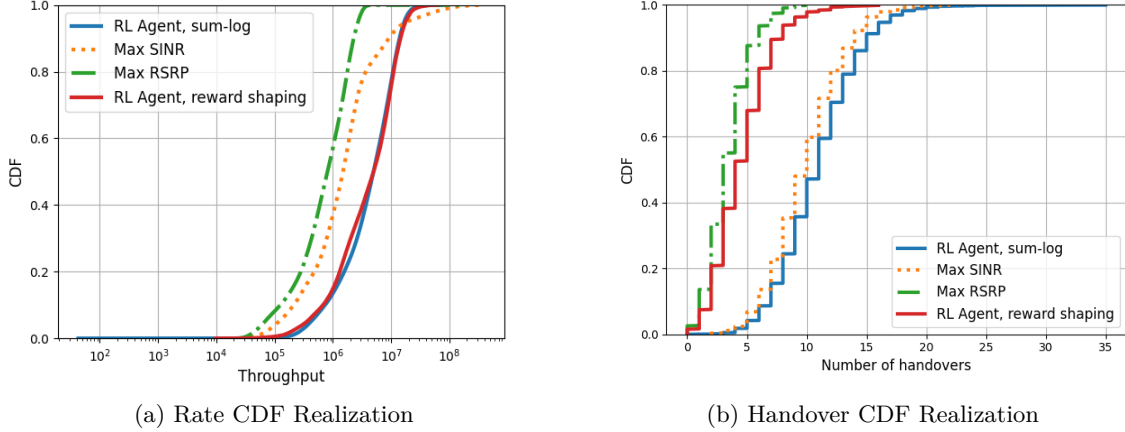 1.0
0.8
0.6
0.4
0.2
0.0
CDF
RL Agent, sum-log
Max SINR
Max RSRP
RL Agent, reward shaping
10² 10³ 10⁴ 10⁵ 10⁶ 10⁷ 10⁸
Throughput
(a) Rate CDF Realization
1.0
0.8
0.6
0.4
0.2
0.0
CDF
RL Agent, sum-log
Max SINR
Max RSRP
RL Agent, reward shaping
0 5 10 15 20 25 30 35
Number of handovers
(b) Handover CDF Realization